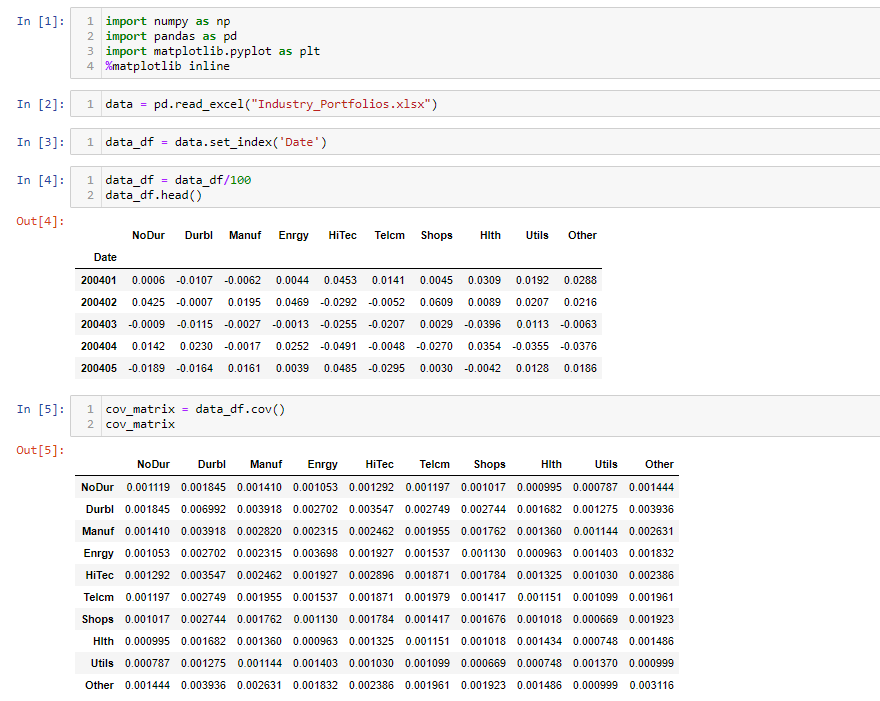 In [1]:
1 import numpy as np
2 import pandas as pd
3 import matplotlib.pyplot as plt
4 %matplotlib inline
In [2]:
1 data = pd.read_excel("Industry_Portfolios.xlsx")
In [3]:
1 data_df = data.set_index('Date')
In [4]:
1 data_df = data_df/100
2 data_df.head()
Out[4]:
NoDur Durbl Manuf Enrgy HiTec Telcm Shops Hlth Utils Other
Date
200401 0.0006 -0.0107 -0.0062 0.0044 0.0453 0.0141 0.0045 0.0309 0.0192 0.0288
200402 0.0425 -0.0007 0.0195 0.0469 -0.0292 -0.0052 0.0609 0.0089 0.0207 0.0216
200403 -0.0009 -0.0115 -0.0027 -0.0013 -0.0255 -0.0207 0.0029 -0.0396 0.0113 -0.0063
200404 0.0142 0.0230 -0.0017 0.0252 -0.0491 -0.0048 -0.0270 0.0354 -0.0355 -0.0376
200405 -0.0189 -0.0164 0.0161 0.0039 0.0485 -0.0295 0.0030 -0.0042 0.0128 0.0186
In [5]:
1 cov_matrix = data_df.cov()
2 cov_matrix
Out[5]:
NoDur Durbl Manuf Enrgy HiTec Telcm Shops Hlth Utils Other
NoDur 0.001119 0.001845 0.001410 0.001053 0.001292 0.001197 0.001017 0.000995 0.000787 0.001444
Durbl 0.001845 0.006992 0.003918 0.002702 0.003547 0.002749 0.002744 0.001682 0.001275 0.003936
Manuf 0.001410 0.003918 0.002820 0.002315 0.002462 0.001955 0.001762 0.001360 0.001144 0.002631
Enrgy 0.001053 0.002702 0.002315 0.003698 0.001927 0.001537 0.001130 0.000963 0.001403 0.001832
HiTec 0.001292 0.003547 0.002462 0.001927 0.002896 0.001871 0.001784 0.001325 0.001030 0.002386
Telcm 0.001197 0.002749 0.001955 0.001537 0.001871 0.001979 0.001417 0.001151 0.001099 0.001961
Shops 0.001017 0.002744 0.001762 0.001130 0.001784 0.001417 0.001676 0.001018 0.000669 0.001923
Hlth 0.000995 0.001682 0.001360 0.000963 0.001325 0.001151 0.001018 0.001434 0.000748 0.001486
Utils 0.000787 0.001275 0.001144 0.001403 0.001030 0.001099 0.000669 0.000748 0.001370 0.000999
Other 0.001444 0.003936 0.002631 0.001832 0.002386 0.001961 0.001923 0.001486 0.000999 0.003116